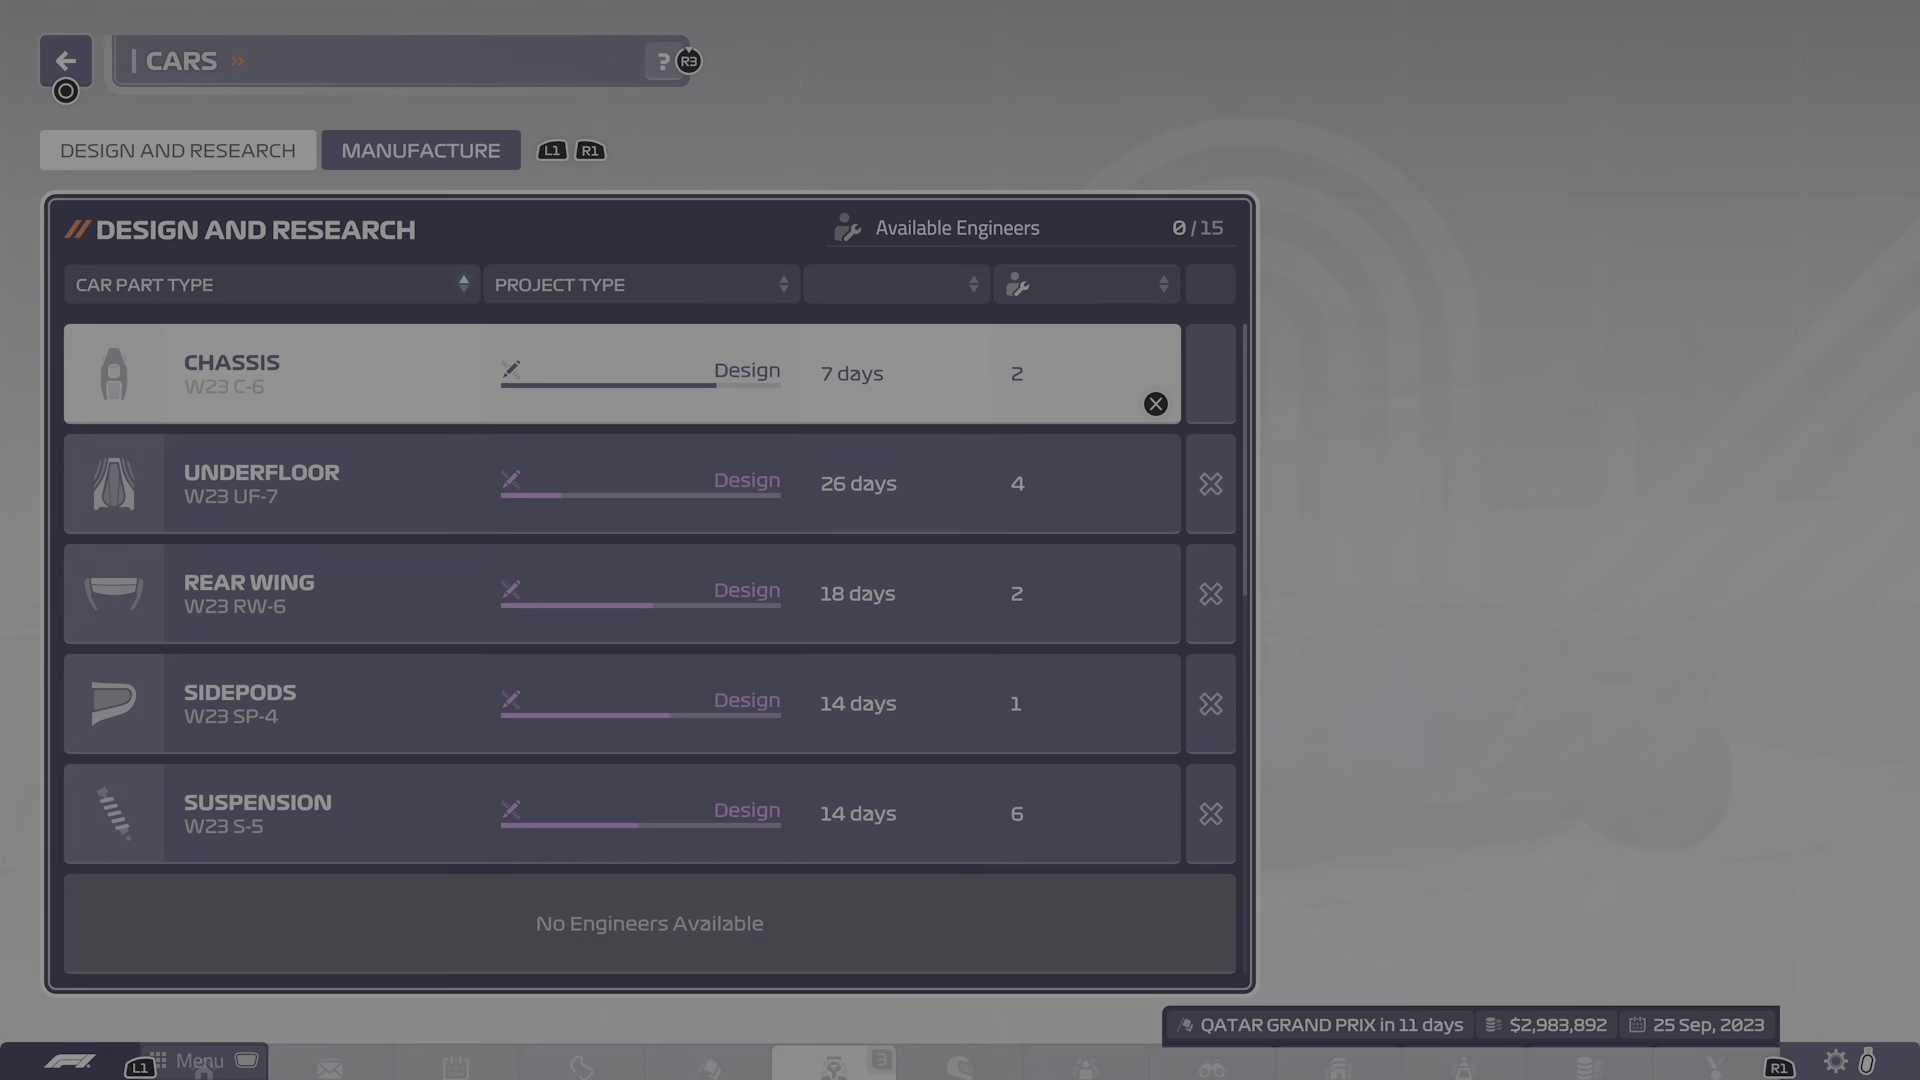 CARS
?
R3
DESIGN AND RESEARCH
MANUFACTURE
L1
R1
DESIGN AND RESEARCH
Available Engineers
0 / 15
CAR PART TYPE
PROJECT TYPE
CHASSIS
W23 C-6
Design
7 days
2
UNDERFLOOR
W23 UF-7
Design
26 days
4
REAR WING
W23 RW-6
Design
18 days
2
SIDEPODS
W23 SP-4
Design
14 days
1
SUSPENSION
W23 S-5
Design
14 days
6
No Engineers Available
QATAR GRAND PRIX in 11 days
$2,983,892
25 Sep, 2023
F1
L1
Menu
3
R1